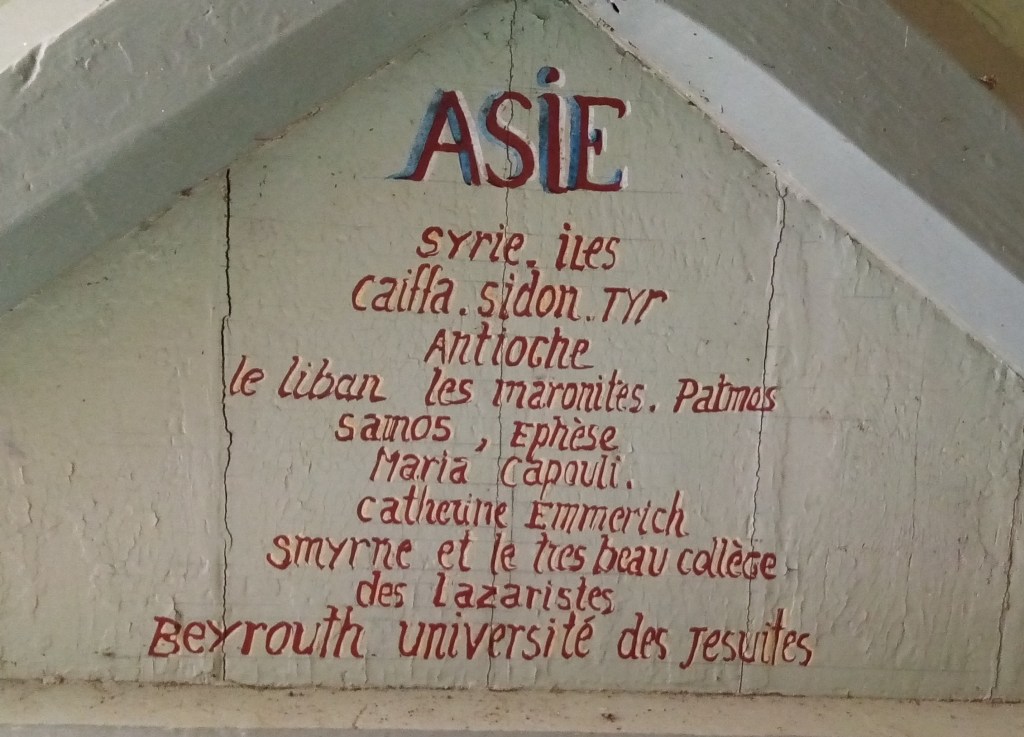 ASiE
syrie. iLes
caiffa. sidon. TYr
Antioche
le liban les maronites. Patmos
samos, Ephèse
Maria Capouli.
catherine Emmerich
smyrne et le tres beau collèGe
des Lazaristes
Beyrouth université des Jesuites